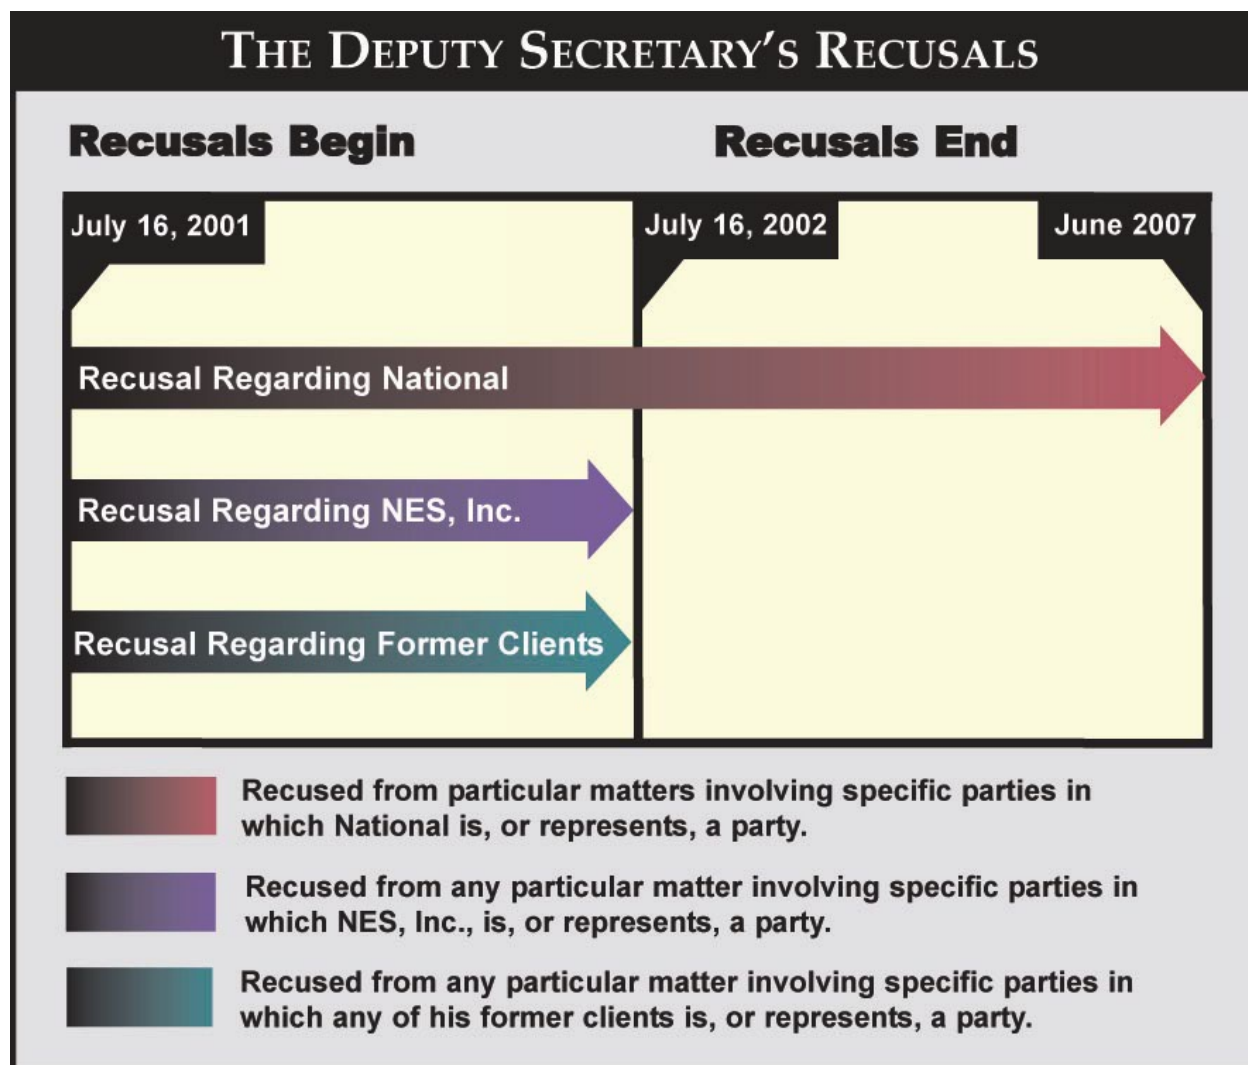 THE DEPUTY SECRETARY'S RECUSALS
Recusals Begin
Recusals End
July 16, 2001
July 16, 2002
June 2007
Recusal Regarding National
Recusal Regarding NES, Inc.
Recusal Regarding Former Clients
Recused from particular matters involving specific parties in
which National is, or represents, a party.
Recused from any particular matter involving specific parties in
which NES, Inc., is, or represents, a party.
Recused from any particular matter involving specific parties in
which any of his former clients is, or represents, a party.